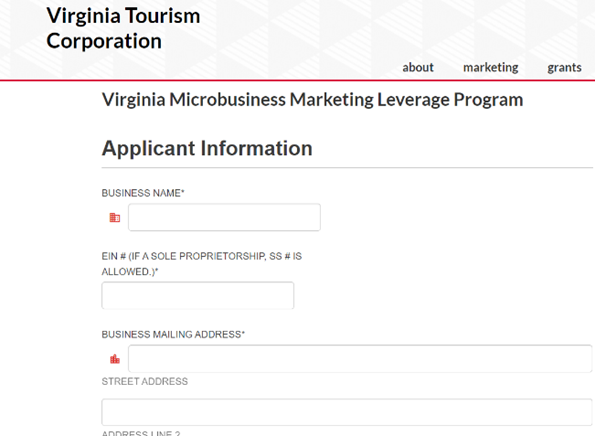 Virginia Tourism
Corporation
about marketing grants
Virginia Microbusiness Marketing Leverage Program
Applicant Information
BUSINESS NAME*
EIN # (IF A SOLE PROPRIETORSHIP, SS # IS
ALLOWED.)*
BUSINESS MAILING ADDRESS*
STREET ADDRESS
ADDRESS LINE 2